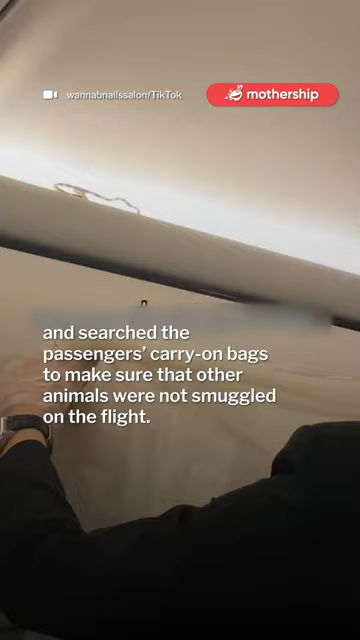 wannabnailssalon/TikTok
mothership
and searched the
passengers’ carry-on bags
to make sure that other
animals were not smuggled
on the flight.